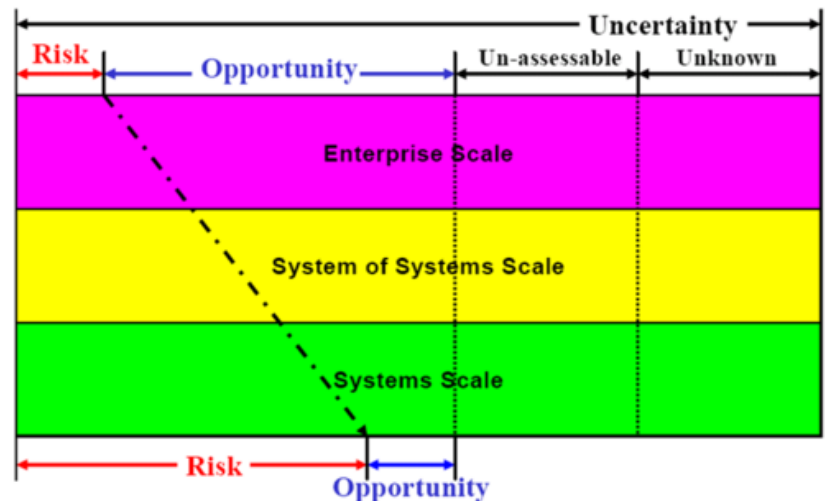 Uncertainty
Risk
Opportunity
Un-assessable
Unknown
Enterprise Scale
System of Systems Scale
Systems Scale
Risk
Opportunity